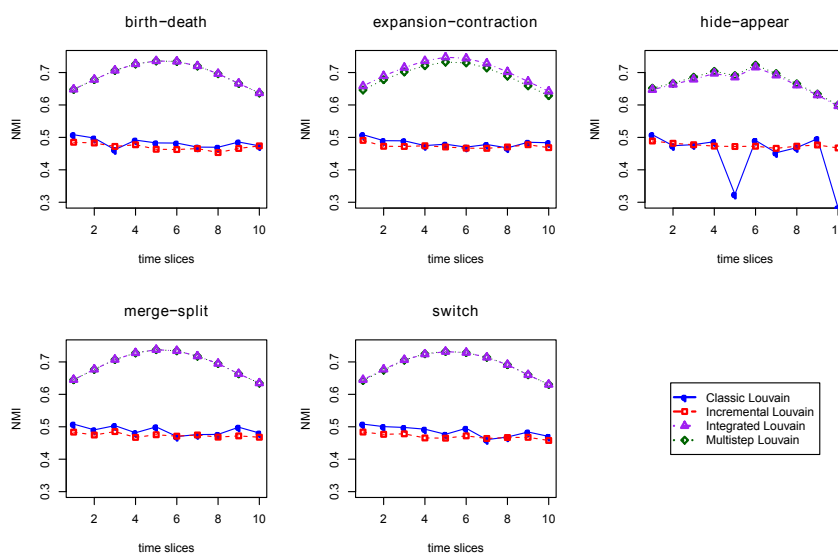 birth−death
NMI
0.3 0.4 0.5 0.6 0.7
2 4 6 8 10
time slices
expansion−contraction
NMI
0.3 0.4 0.5 0.6 0.7
2 4 6 8 10
time slices
hide−appear
NMI
0.3 0.4 0.5 0.6 0.7
2 4 6 8 1
time slices
merge−split
NMI
0.3 0.4 0.5 0.6 0.7
2 4 6 8 10
time slices
switch
NMI
0.3 0.4 0.5 0.6 0.7
2 4 6 8 10
time slices
Classic Louvain
Incremental Louvain
Integrated Louvain
Multistep Louvain